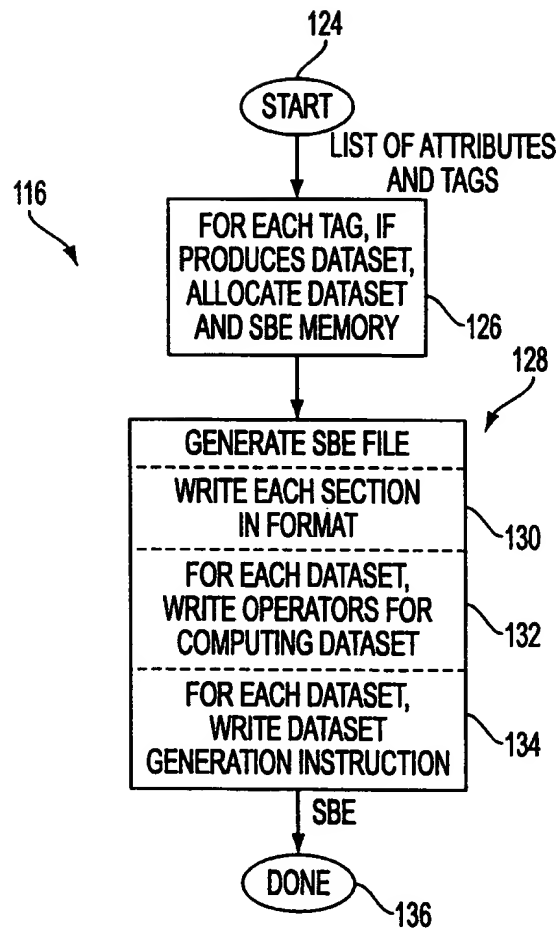 124
START
LIST OF ATTRIBUTES
AND TAGS
116
FOR EACH TAG, IF
PRODUCES DATASET,
ALLOCATE DATASET
AND SBE MEMORY
126
128
GENERATE SBE FILE
WRITE EACH SECTION
IN FORMAT
130
FOR EACH DATASET,
WRITE OPERATORS FOR
COMPUTING DATASET
132
FOR EACH DATASET,
WRITE DATASET
GENERATION INSTRUCTION
134
SBE
DONE
136